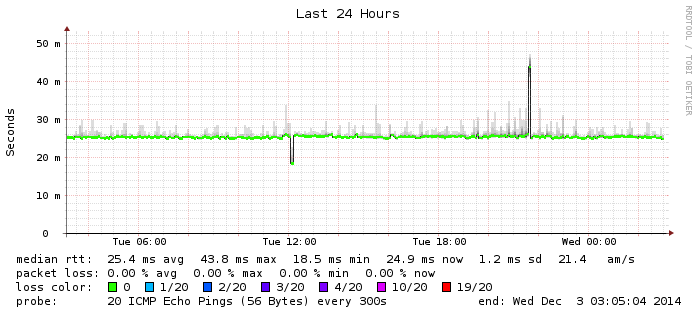 Last 24 Hours
RRDTOOL / TOBI OETIKER
Seconds
50 m
40 m
30 m
20 m
10 m
0
Tue 06:00 Tue 12:00 Tue 18:00 Wed 00:00
median rtt: 25.4 ms avg 43.8 ms max 18.5 ms min 24.9 ms now 1.2 ms sd 21.4 am/s
packet loss: 0.00 % avg 0.00 % max 0.00 % min 0.00 % now
loss color: 0 1/20 2/20 3/20 4/20 10/20 19/20
probe: 20 ICMP Echo Pings (56 Bytes) every 300s end: Wed Dec 3 03:05:04 2014